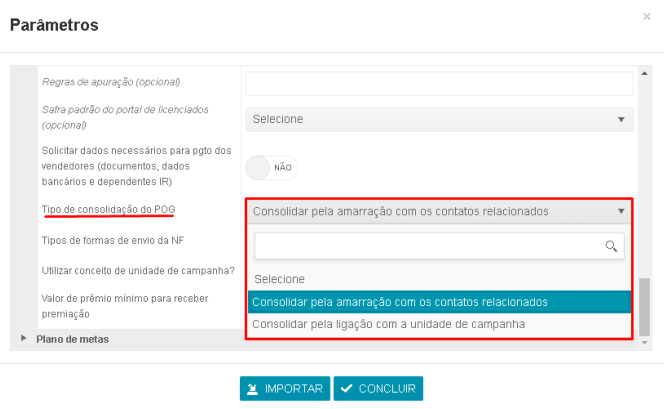 Parâmetros
×
Regras de apuração (opcional)
Safra padrão do portal de licenciados
(opcional)
Selecione
Solicitar dados necessários para pgto dos
vendedores (documentos, dados
bancários e dependentes IR)
NÃO
Tipo de consolidação do POG
Consolidar pela amarração com os contatos relacionados
Tipos de formas de envio da NF
Utilizar conceito de unidade de campanha?
Selecione
Valor de prêmio mínimo para receber
premiação
Consolidar pela amarração com os contatos relacionados
Consolidar pela ligação com a unidade de campanha
Plano de metas
IMPORTAR
CONCLUIR